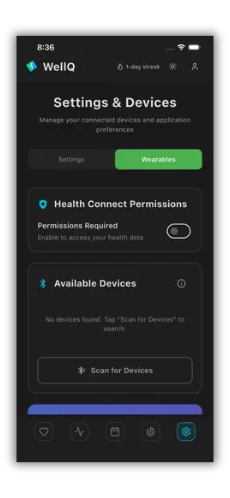 8:36
WellQ
1-day streak
Settings & Devices
Manage your connected devices and application
preferences
Settings
Wearables
Health Connect Permissions
Permissions Required
Enable to access your health data
Available Devices
No devices found. Tap "Scan for Devices" to
search.
Scan for Devices